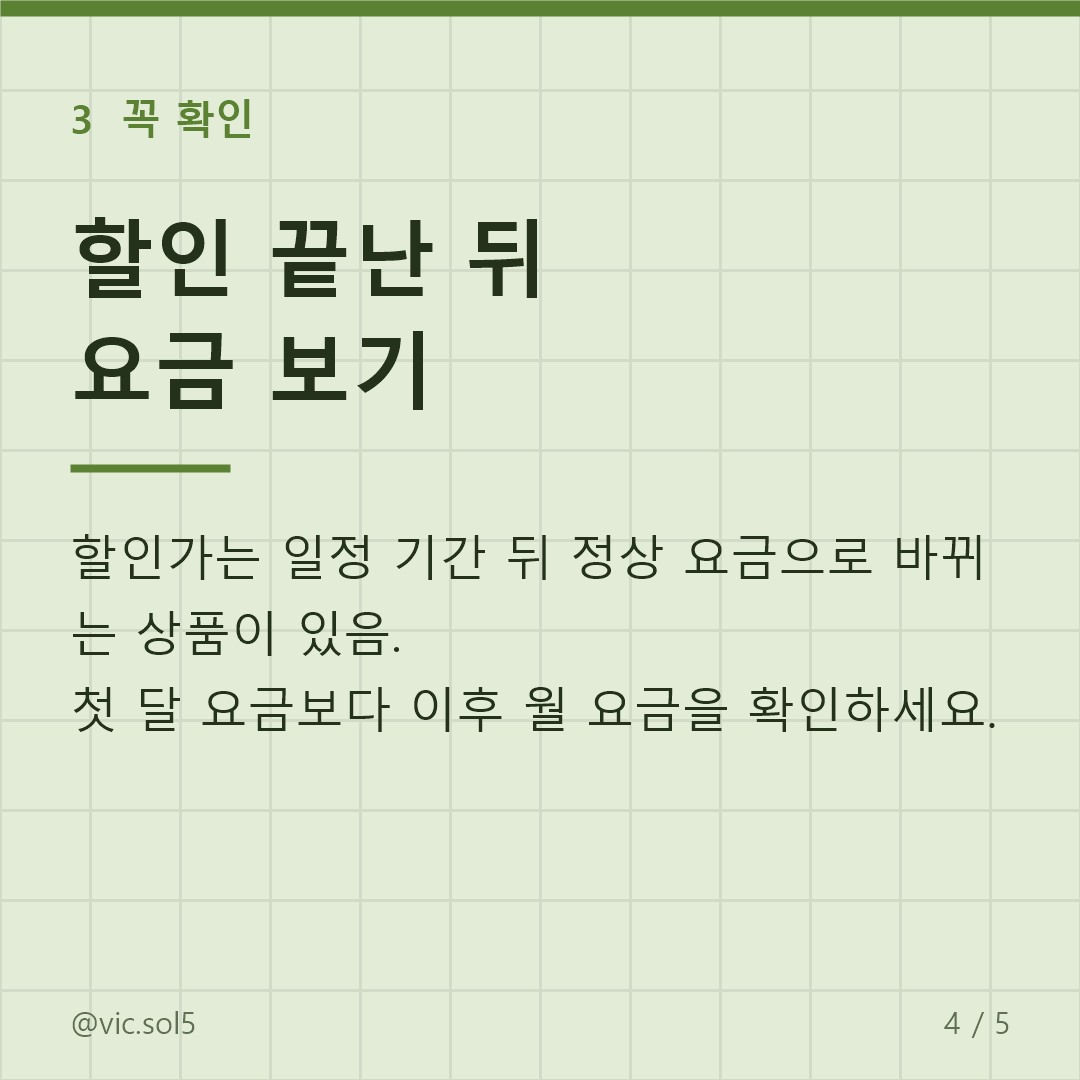 3 꼭 확인
할인 끝난 뒤
요금 보기
할인가는 일정 기간 뒤 정상 요금으로 바뀌
는 상품이 있음.
첫 달 요금보다 이후 월 요금을 확인하세요.
@vic.sol5
4 / 5